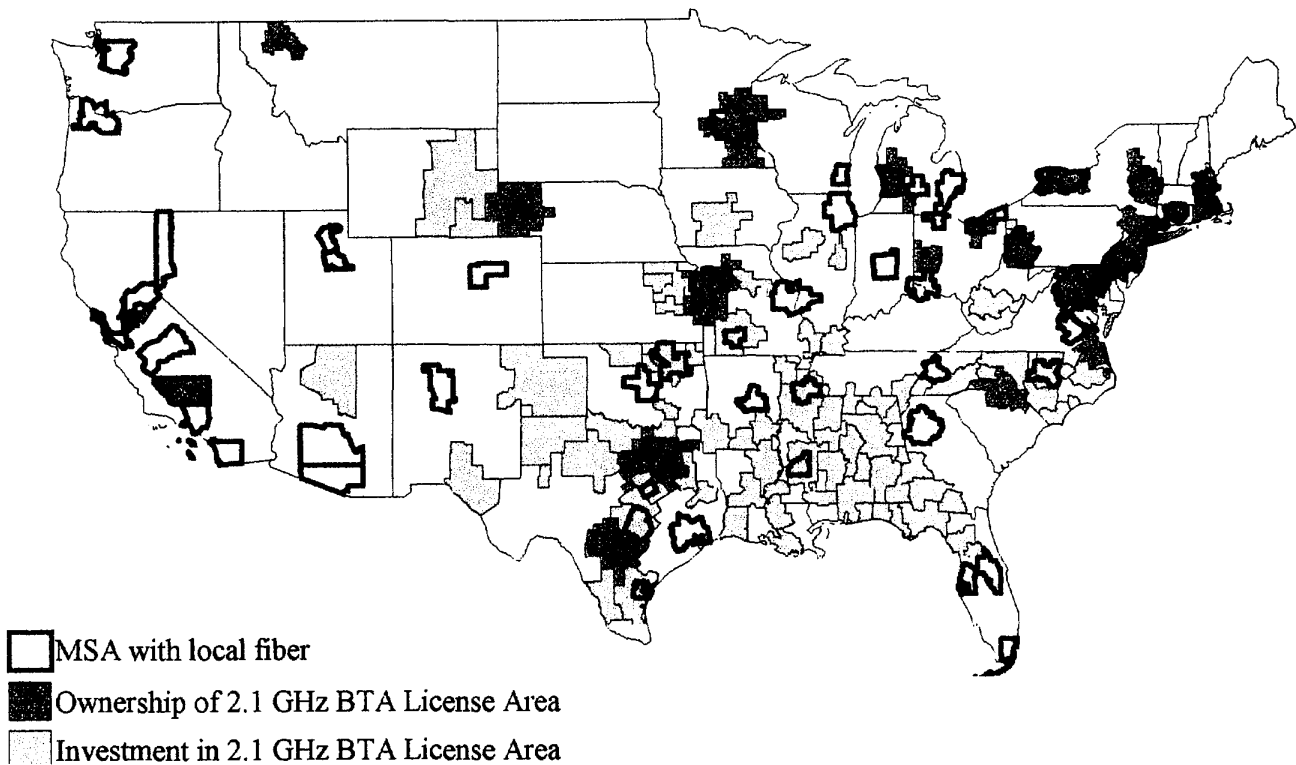 MSA with local fiber
Ownership of 2.1 GHz BTA License Area
Investment in 2.1 GHz BTA License Area